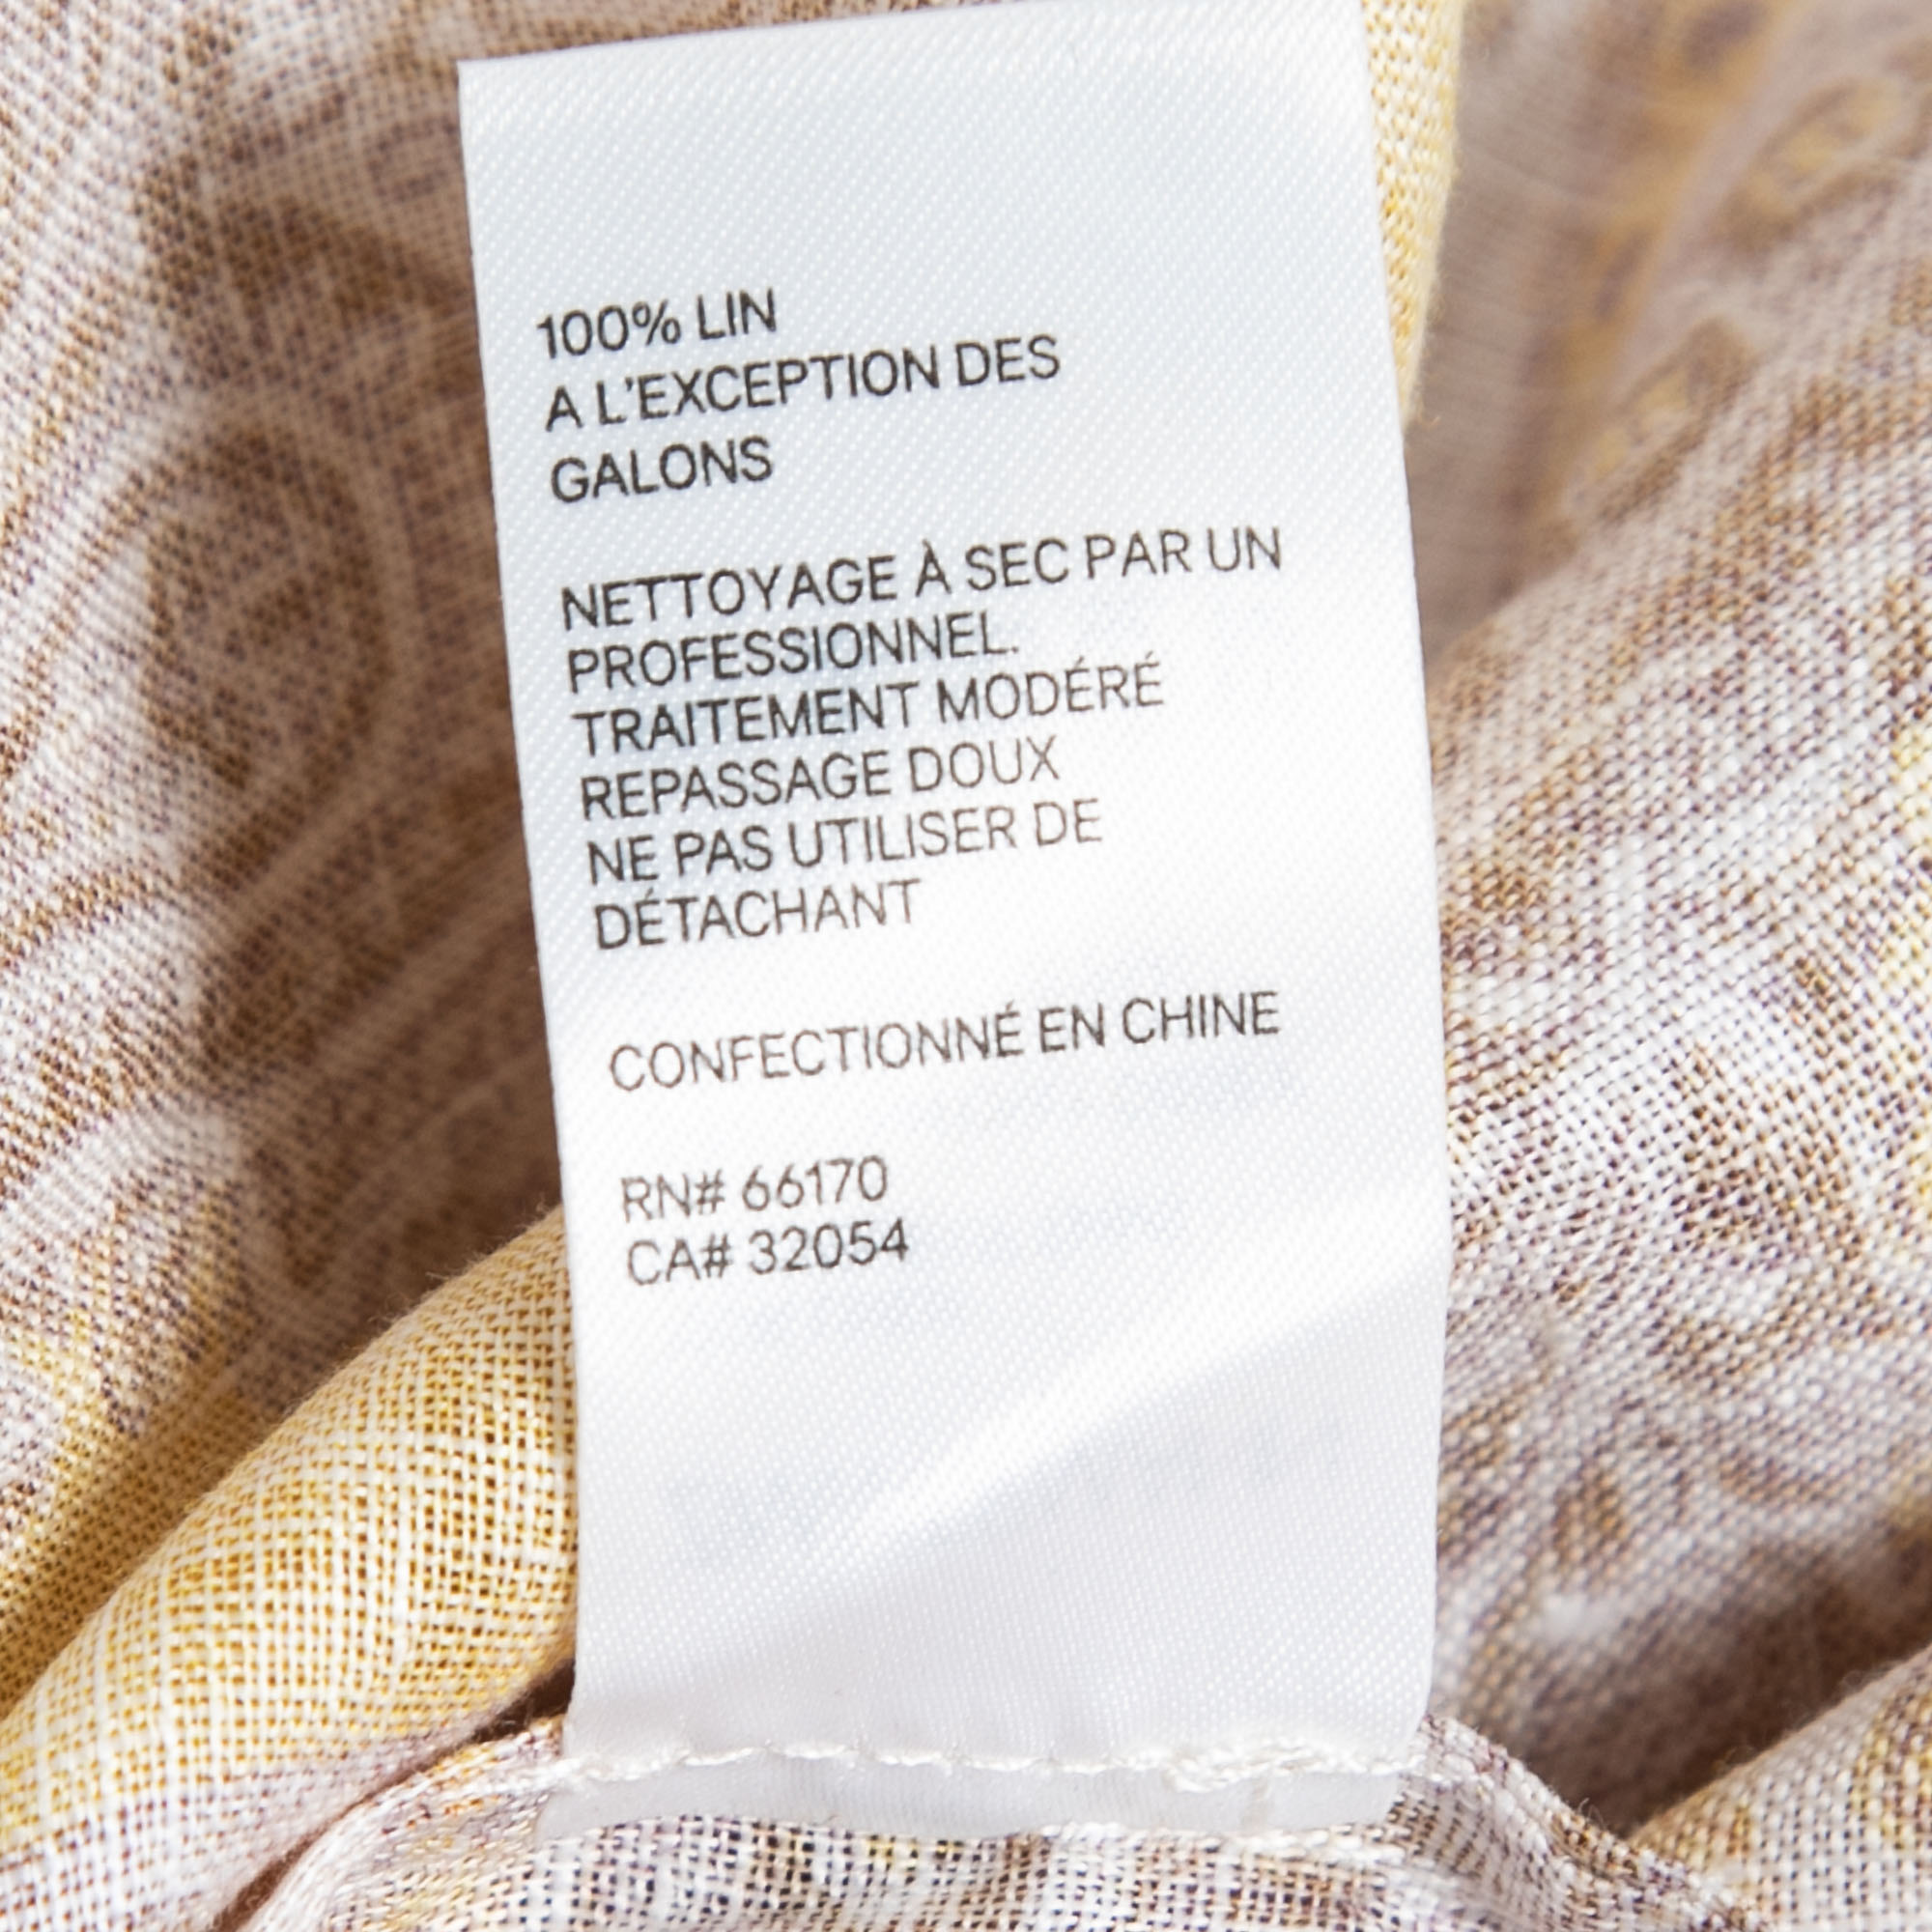 100% LIN
A L'EXCEPTION DES
GALONS
NETTOYAGE À SEC PAR UN
PROFESSIONNEL.
TRAITEMENT MODÉRÉ
REPASSAGE DOUX
NE PAS UTILISER DE
DÉTACHANT
CONFECTIONNÉ EN CHINE
RN# 66170
CA# 32054